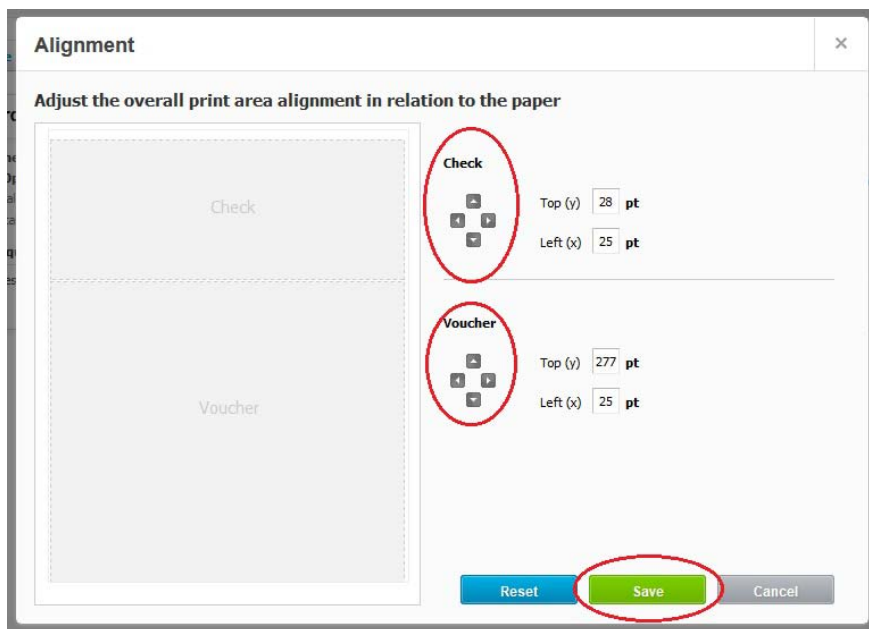 Alignment
Adjust the overall print area alignment in relation to the paper
Check
Check
Top (y) 28 pt
Left (x) 25 pt
Voucher
Voucher
Top (y) 277 pt
Left (x) 25 pt
Reset Save Cancel